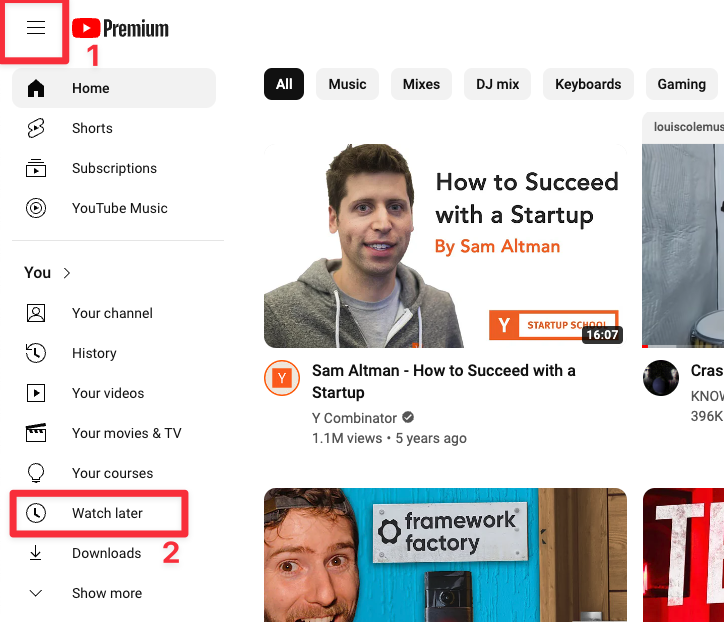 Premium
1
Home
Shorts
Subscriptions
YouTube Music
You
Your channel
History
Your videos
Your movies & TV
Your courses
Watch later
2
Downloads
Show more
All
Music
Mixes
DJ mix
Keyboards
Gaming
How to Succeed
with a Startup
By Sam Altman
Y
STARTUP SCHOOL
16:07
Y
Sam Altman - How to Succeed with a
Startup
Y Combinator
1.1M views • 5 years ago
louiscolemus
Cras
KNOW
396K
framework
factory
TE